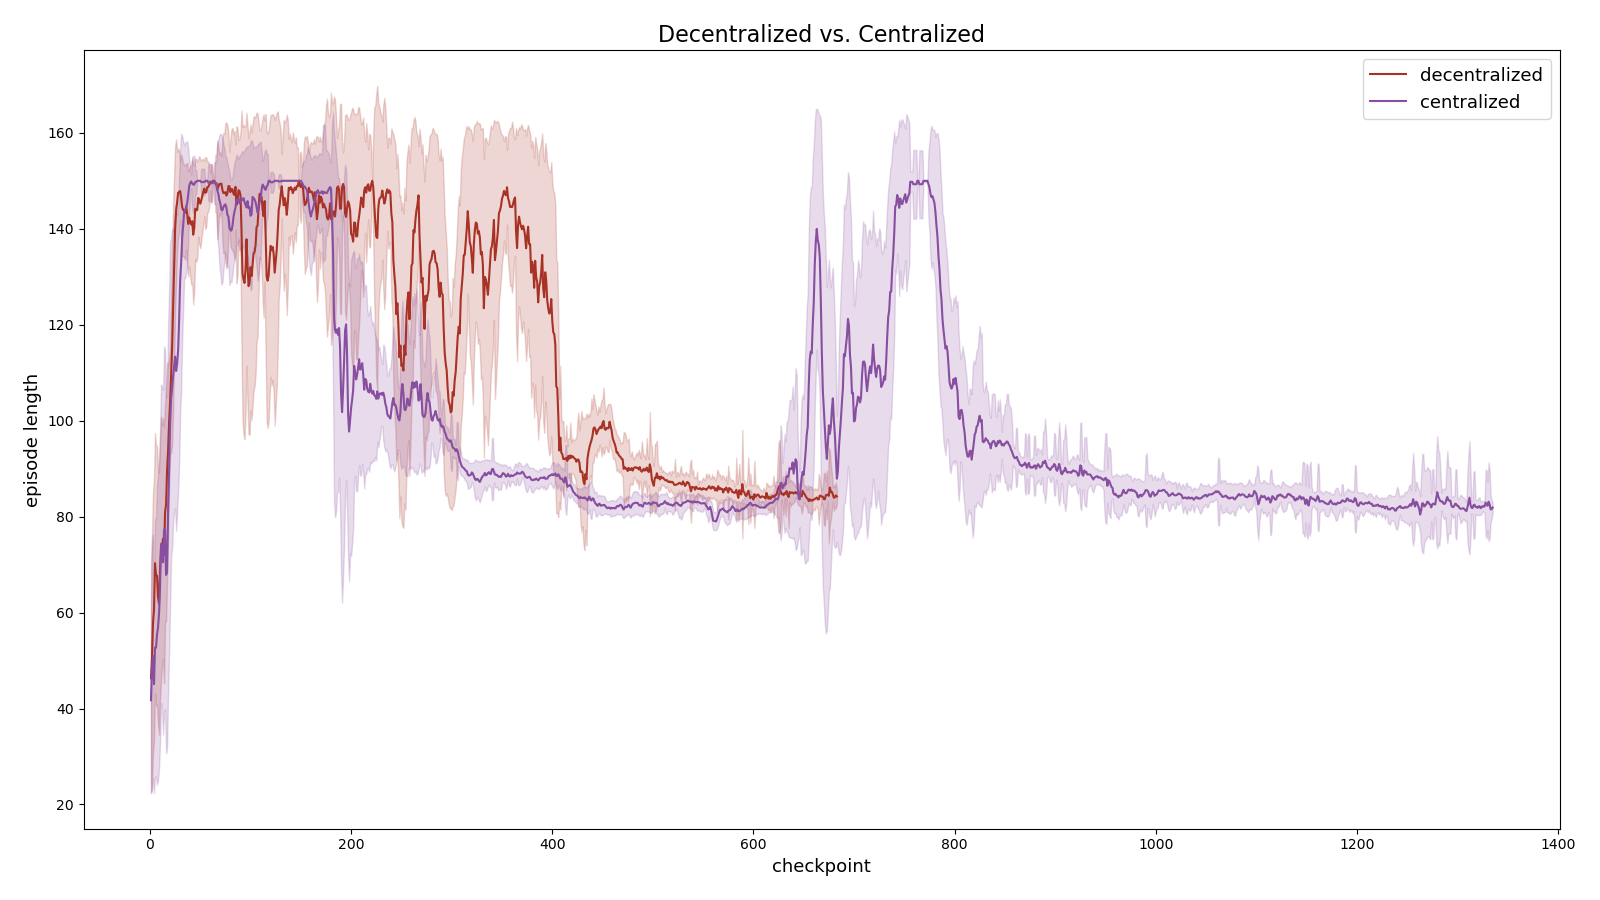 Decentralized vs. Centralized
decentralized
centralized
160
140
120
100
80
60
40
20
episode length
0 200 400 600 800 1000 1200 1400
checkpoint